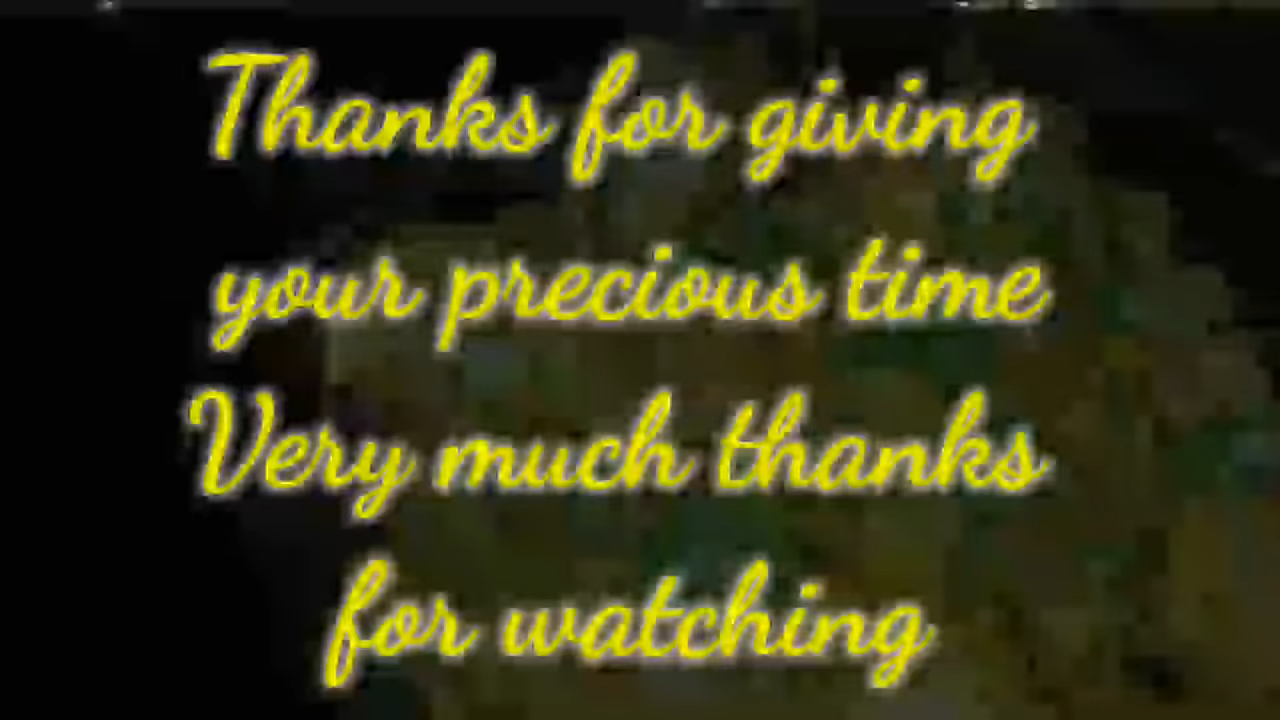 Thanks for giving
your precious time
Very much thanks
for watching